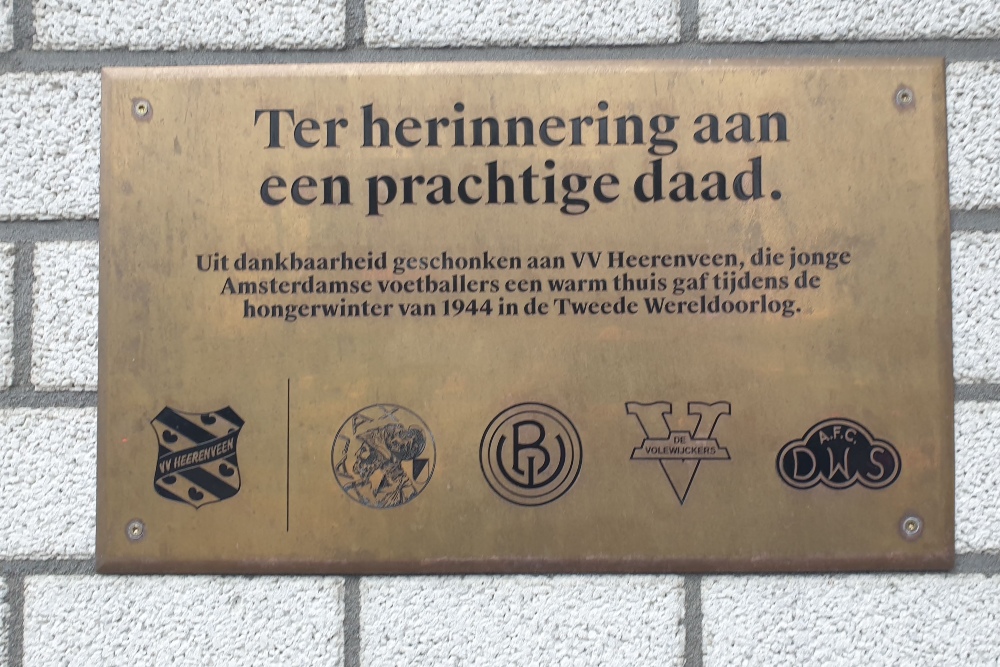 Ter herinnering aan
een prachtige daad.
Uit dankbaarheid geschonken aan VV Heerenveen, die jonge
Amsterdamse voetballers een warm thuis gaf tijdens de
hongerwinter van 1944 in de Tweede Wereldoorlog.
VV HEERENVEEN
AJAX
DE
VOLEWIJCKERS
A.F.C.
DWS